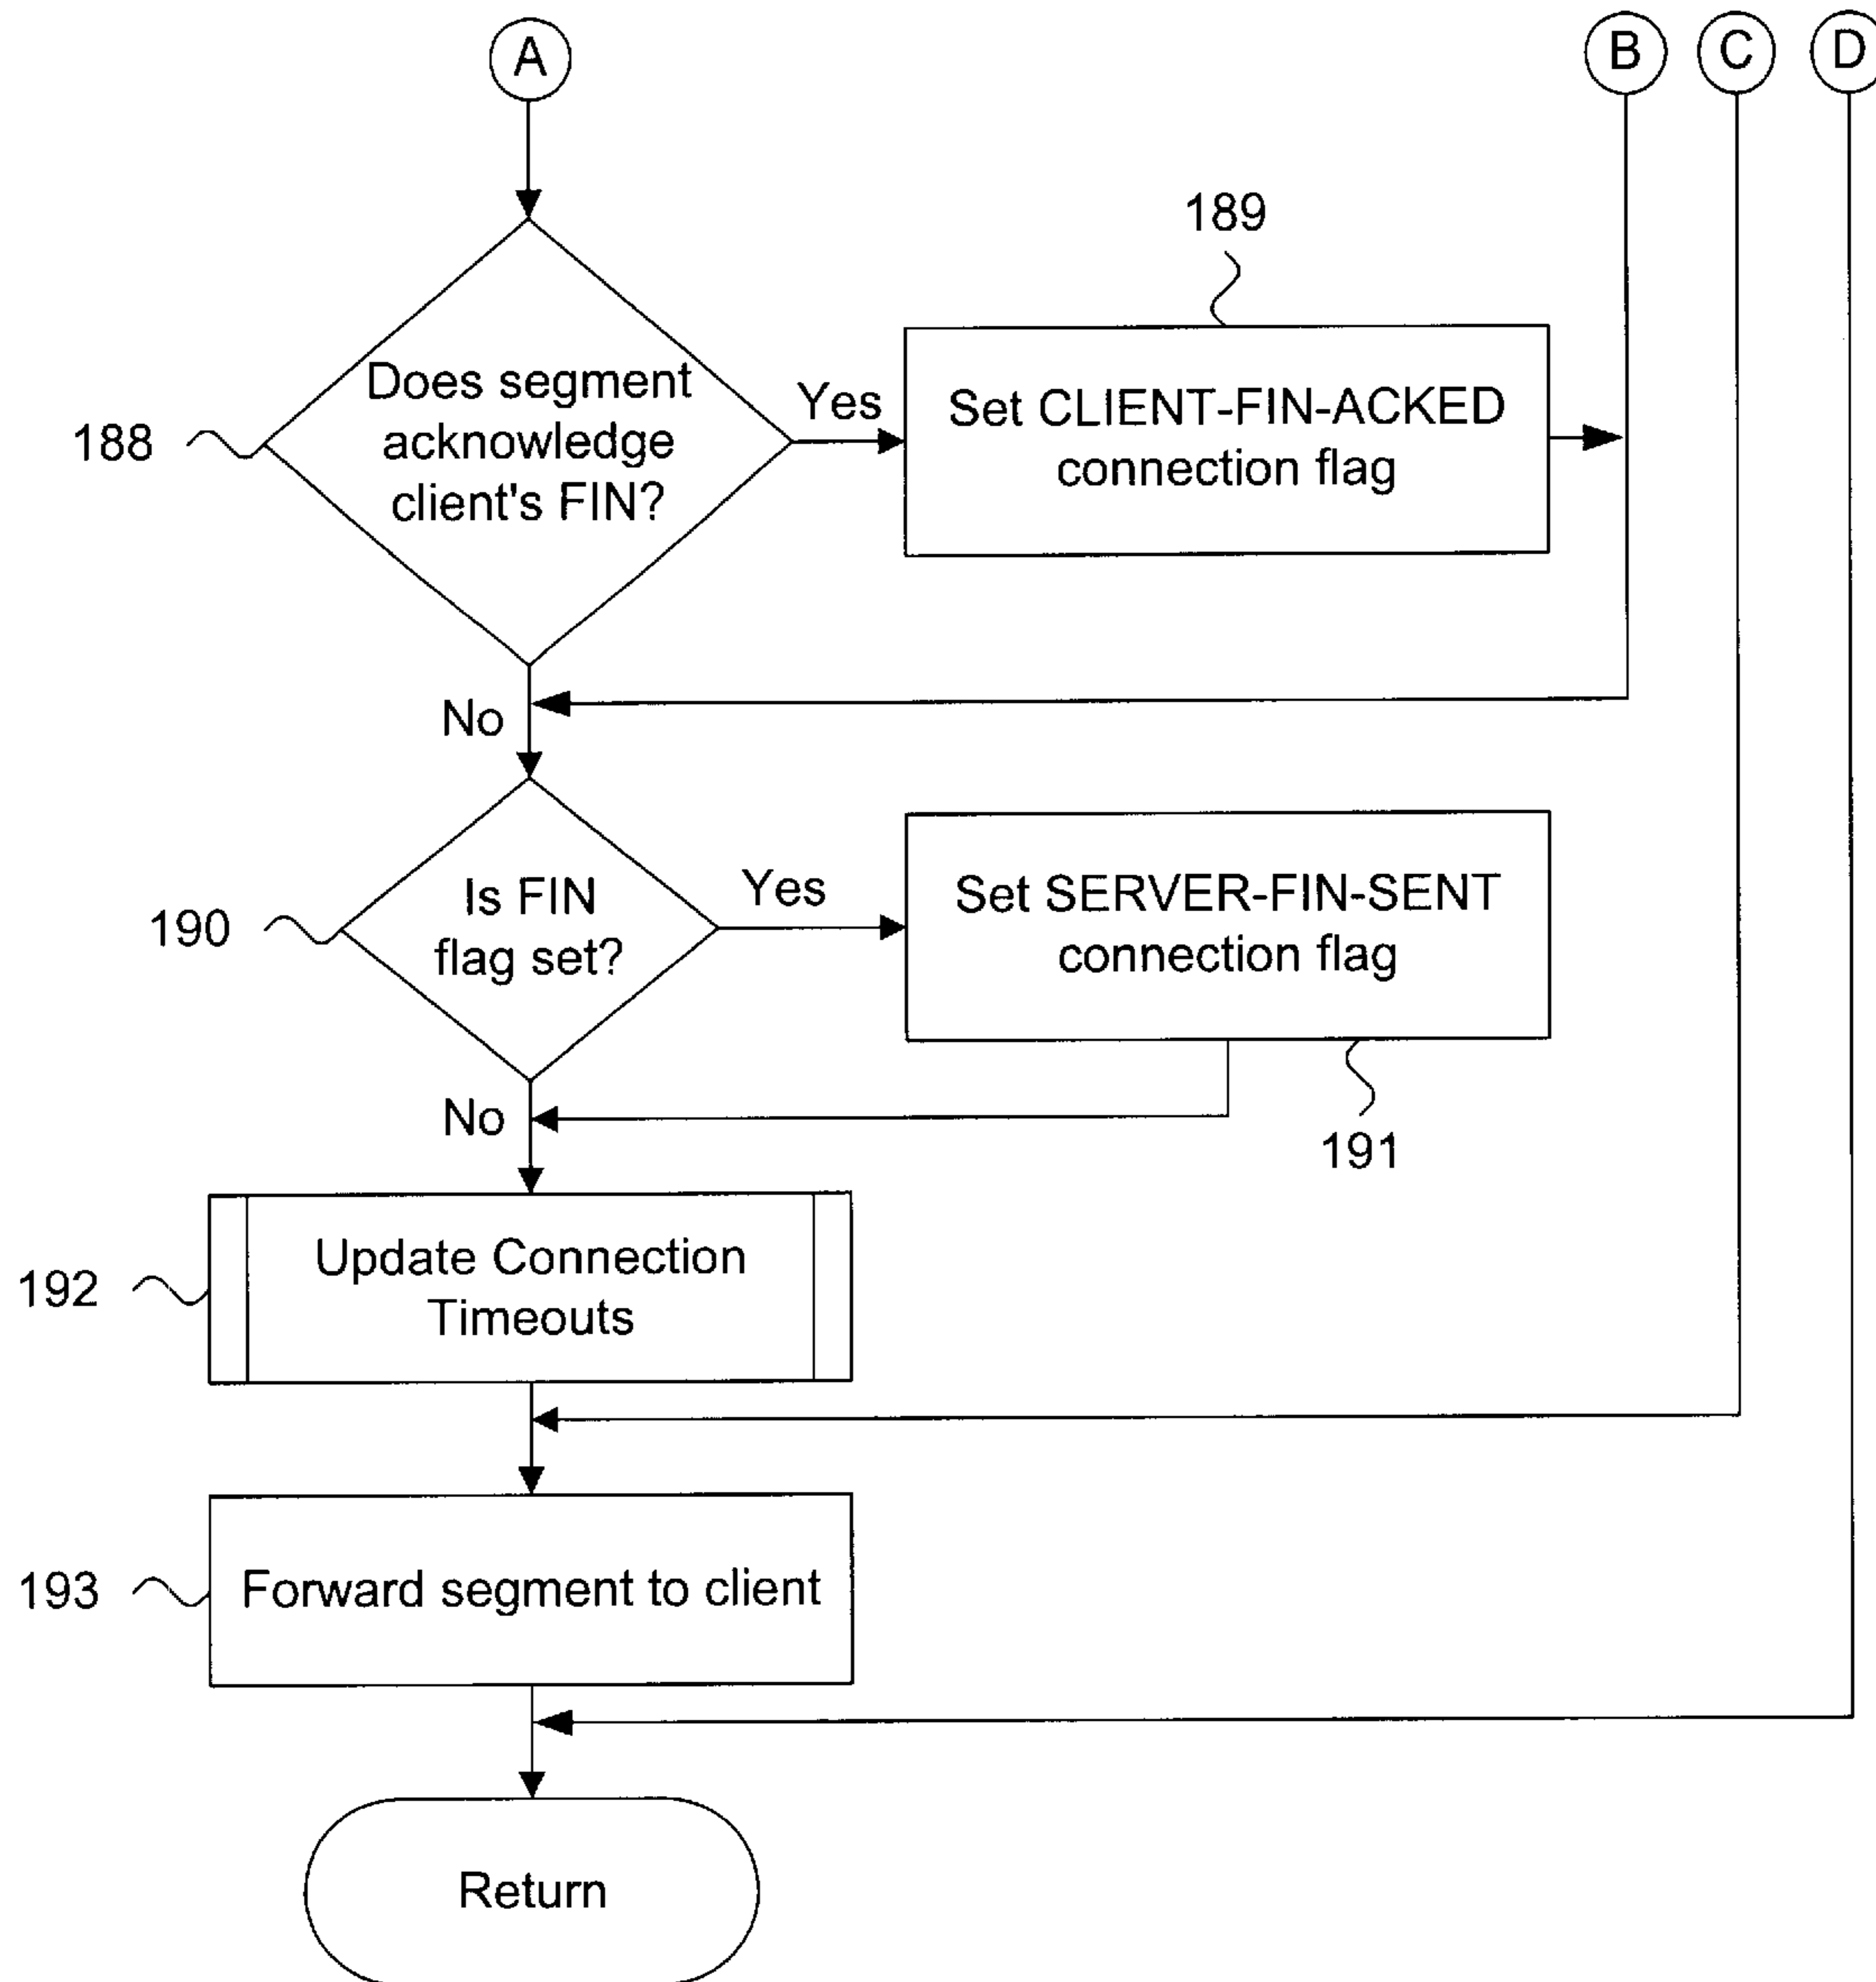 A
B
C
D
189
Does segment
acknowledge
client's FIN?
188
Yes
Set CLIENT-FIN-ACKED
connection flag
No
Is FIN
flag set?
190
Yes
Set SERVER-FIN-SENT
connection flag
No
191
192
Update Connection
Timeouts
193
Forward segment to client
Return